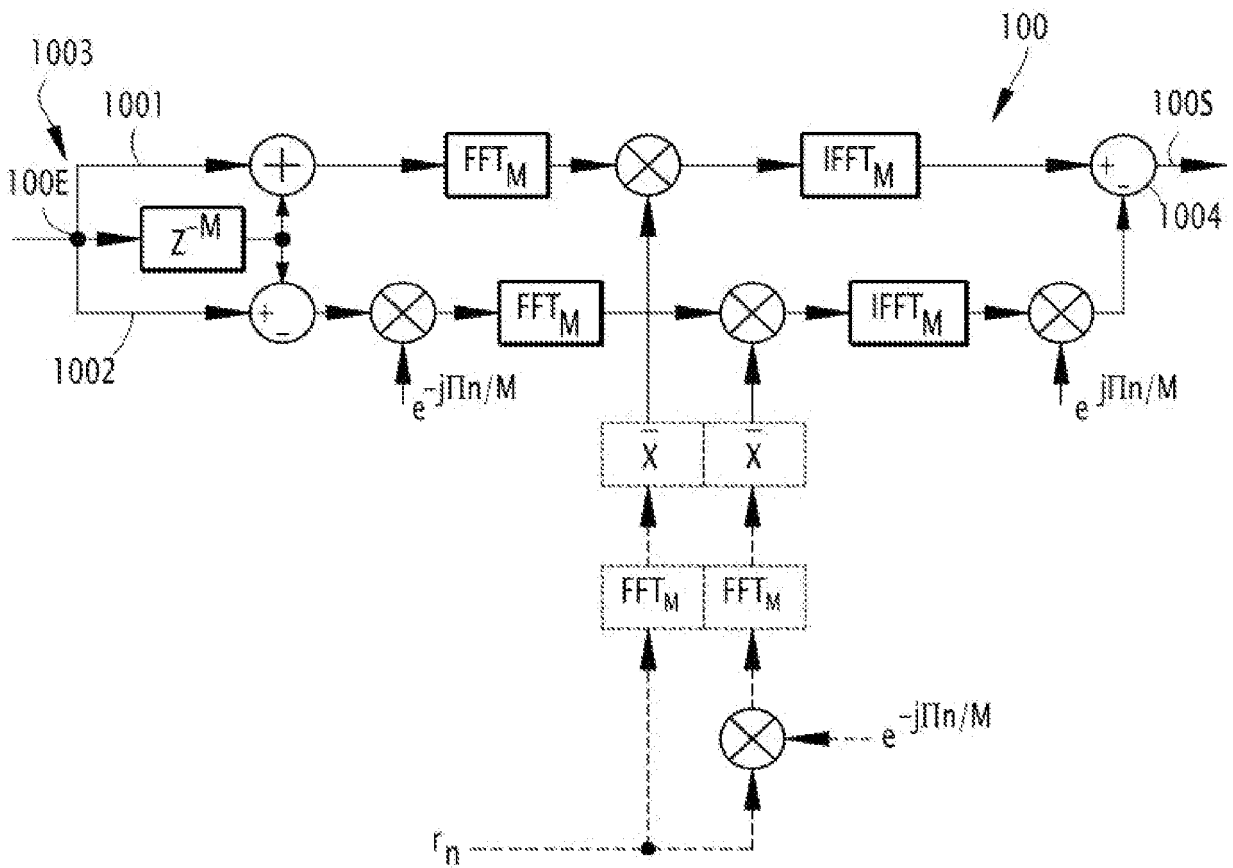 100
1003
1001
100S
100E
+
FFT_M
IFFT_M
+
-
1004
Z^-M
+
-
FFT_M
IFFT_M
1002
e^-jΠn/M
e^jΠn/M
X̄
X̄
FFT_M
FFT_M
e^-jΠn/M
r_n